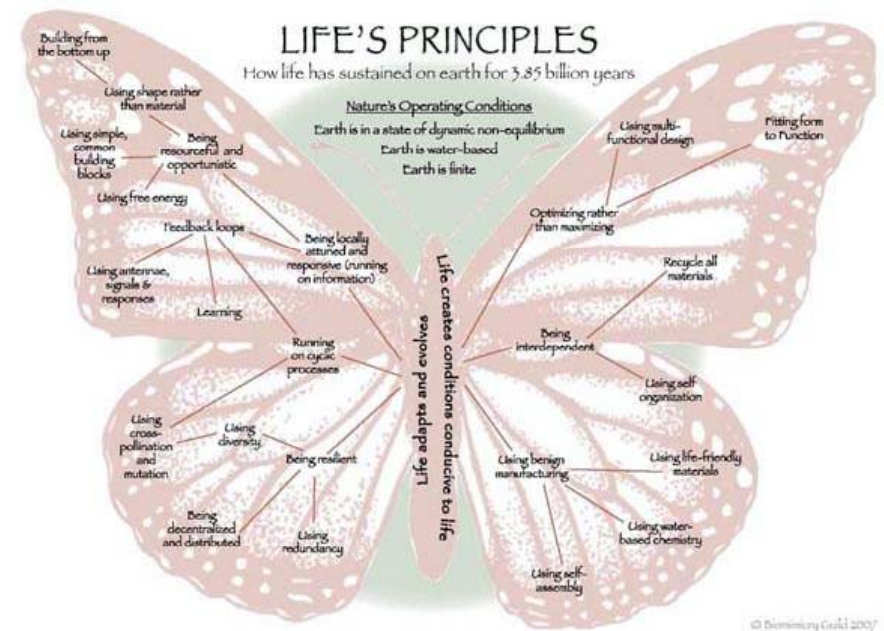 LIFE'S PRINCIPLES
How life has sustained on earth for 3.85 billion years
Nature's Operating Conditions
Earth is in a state of dynamic non-equilibrium
Earth is water-based
Earth is finite
Building from
the bottom up
Using shape rather
than material
Using simple,
common
building
blocks
Being
resourceful and
opportunistic
Using free energy
Feedback loops
Being locally
attuned and
responsive (running
on information)
Using antennae,
signals &
responses
Learning
Running
on cyclic
processes
Using
cross-
pollination
and
mutation
Using
diversity
Being resilient
Being
decentralized
and distributed
Using
redundancy
Life adapts and evolves
Life creates conditions conducive to life
Using multi-
functional design
Fitting form
to Function
Optimizing rather
than maximizing
Recycle all
materials
Being
interdependent
Using self
organization
Using benign
manufacturing
Using life-friendly
materials
Using water-
based chemistry
Using self-
assembly
© Biomimicry Guild 2007